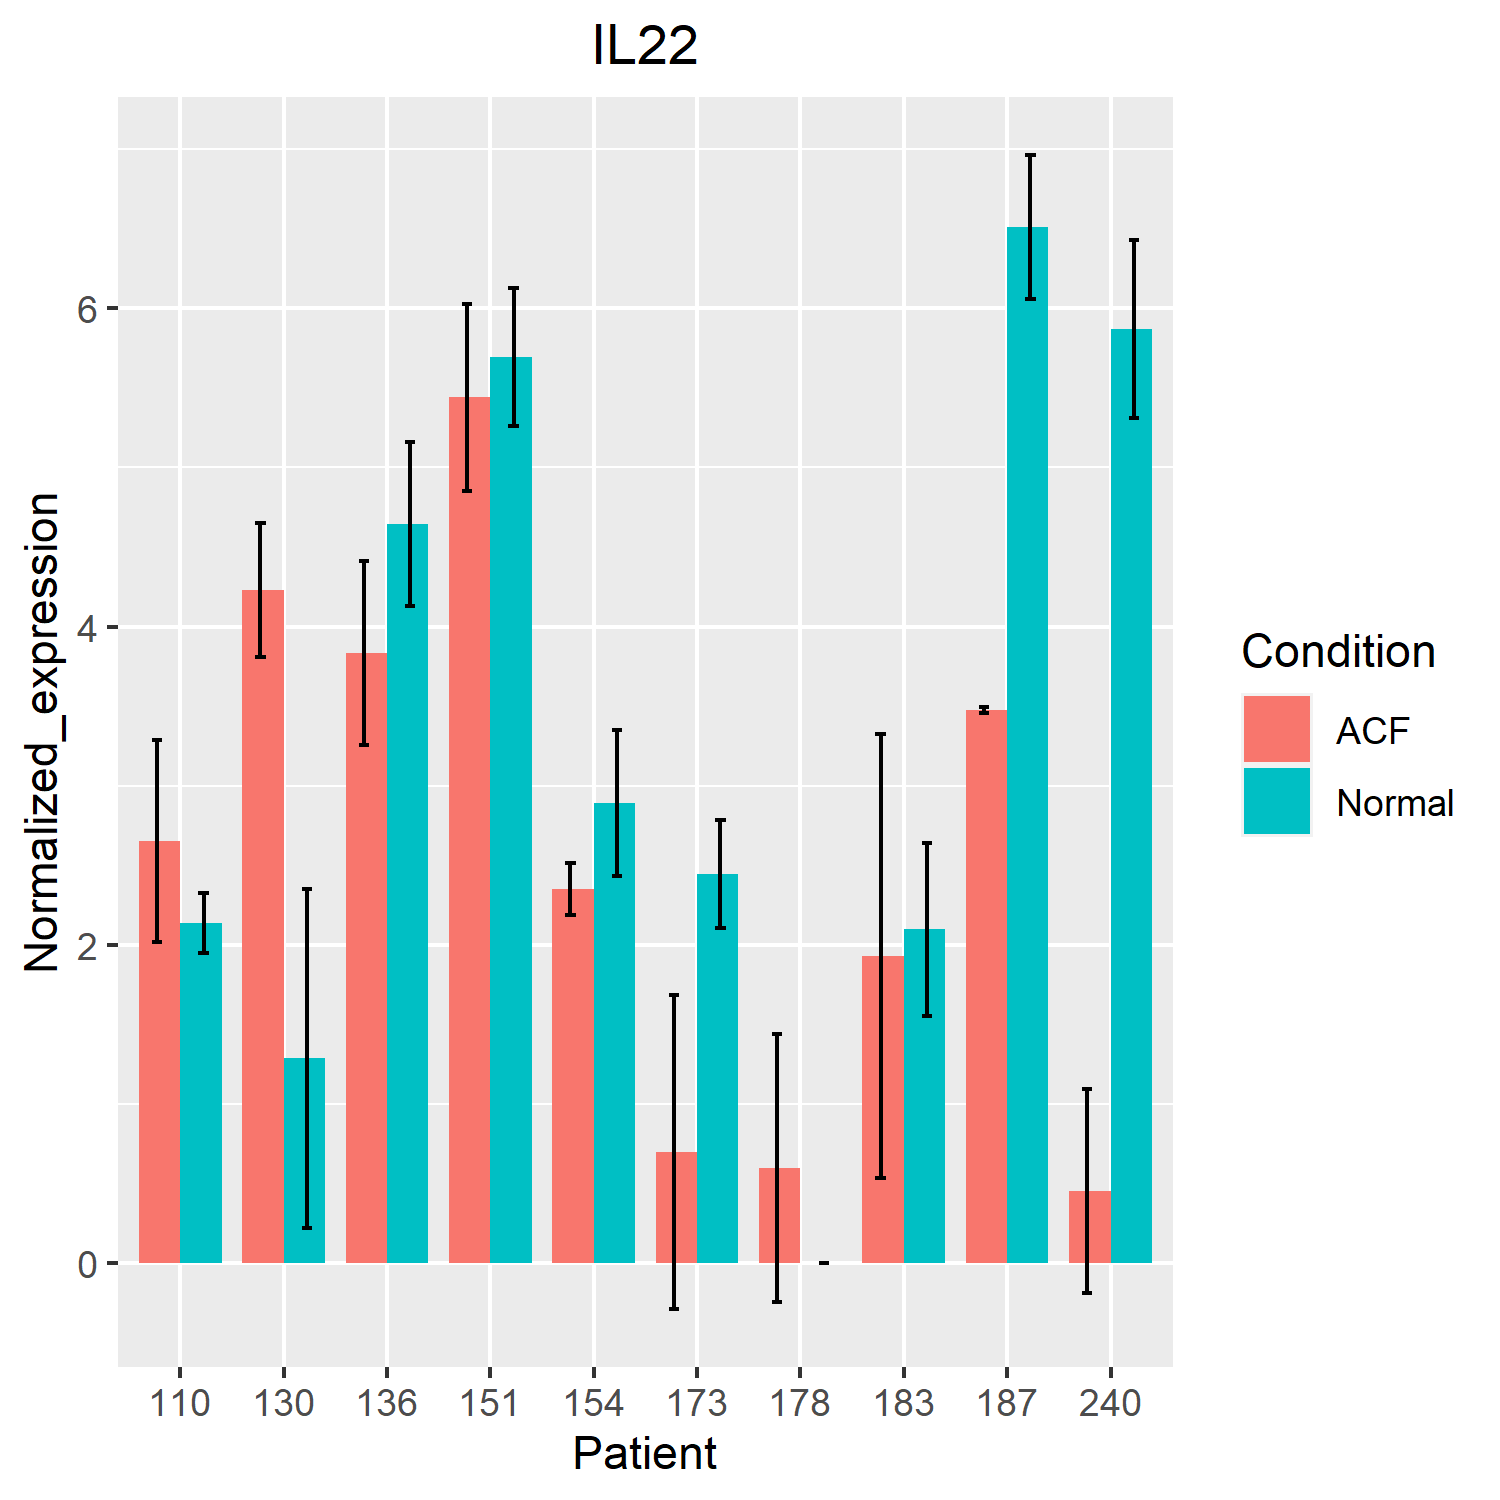 IL22
Normalized_expression
6
4
2
0
110 130 136 151 154 173 178 183 187 240
Patient
Condition
ACF
Normal